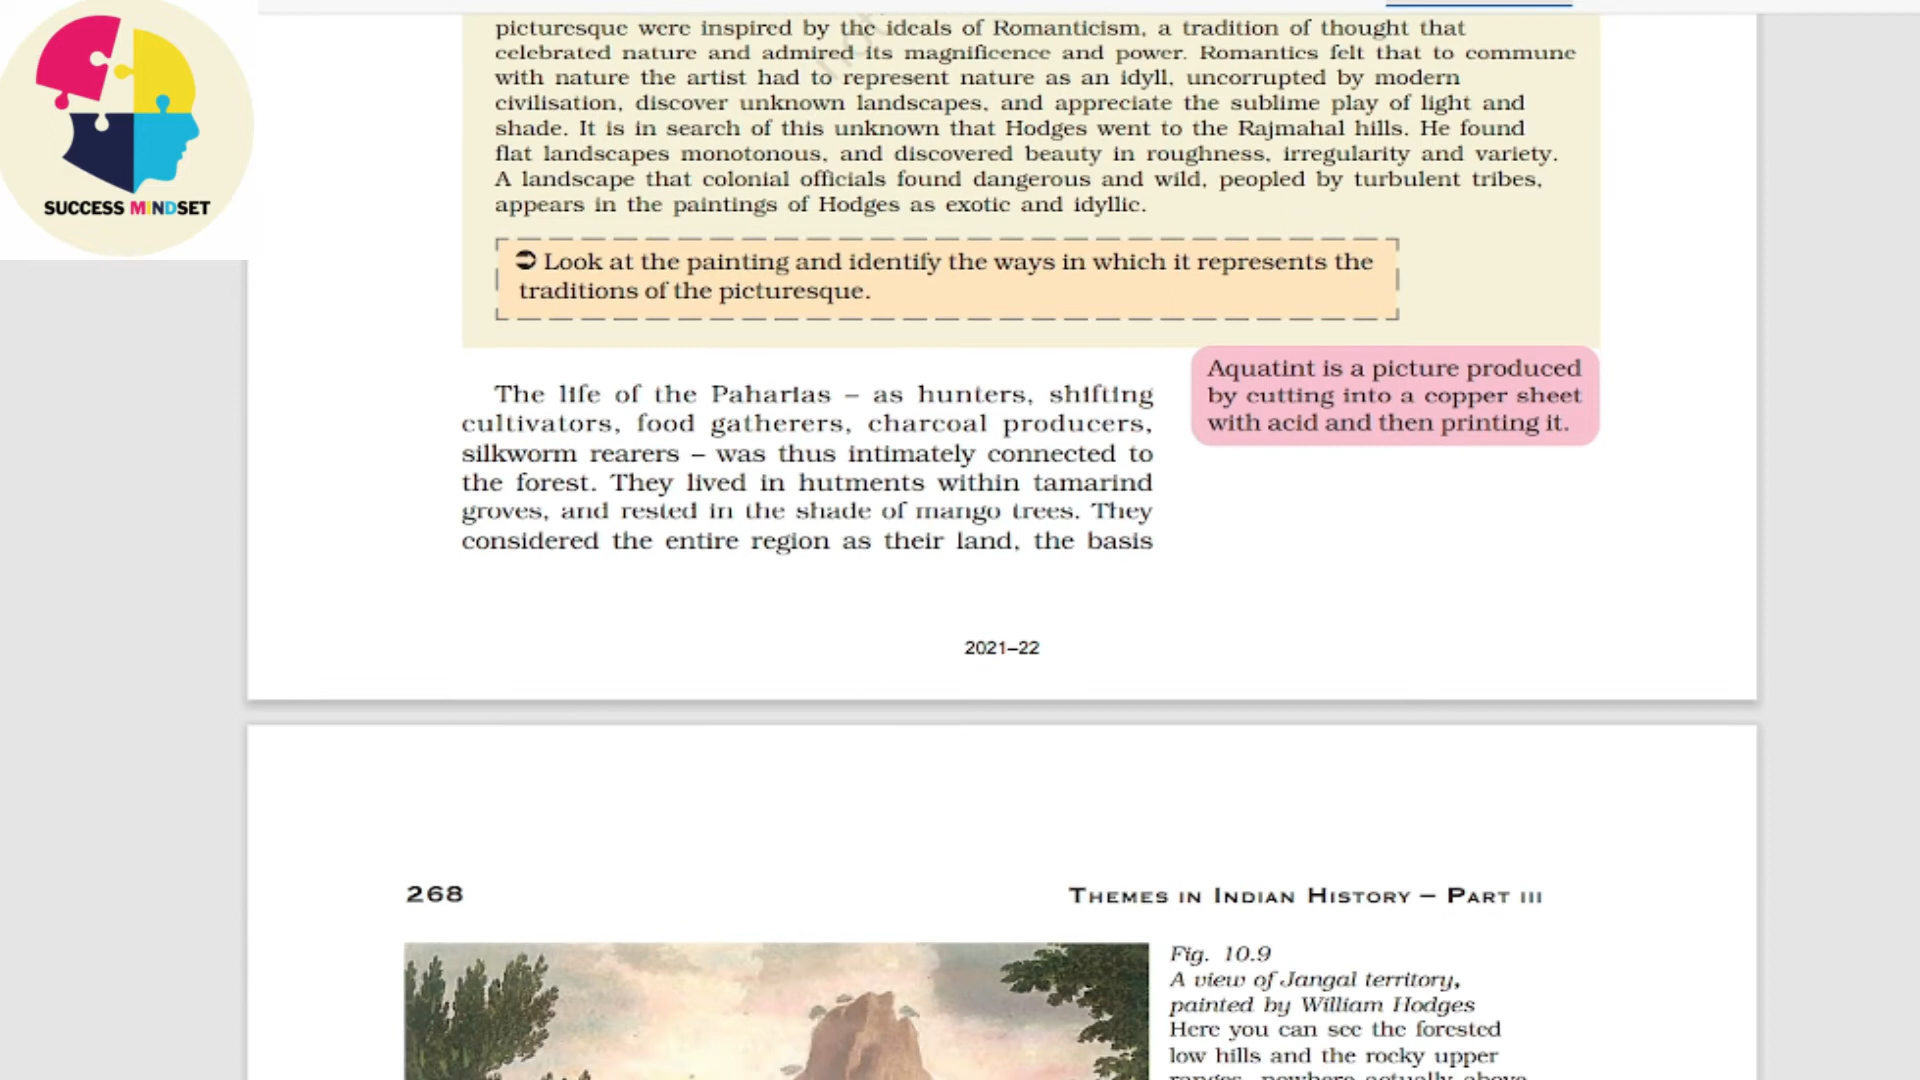 SUCCESS MINDSET
picturesque were inspired by the ideals of Romanticism, a tradition of thought that
celebrated nature and admired its magnificence and power. Romantics felt that to commune
with nature the artist had to represent nature as an idyll, uncorrupted by modern
civilisation, discover unknown landscapes, and appreciate the sublime play of light and
shade. It is in search of this unknown that Hodges went to the Rajmahal hills. He found
flat landscapes monotonous, and discovered beauty in roughness, irregularity and variety.
A landscape that colonial officials found dangerous and wild, peopled by turbulent tribes,
appears in the paintings of Hodges as exotic and idyllic.
➲ Look at the painting and identify the ways in which it represents the
traditions of the picturesque.
Aquatint is a picture produced
by cutting into a copper sheet
with acid and then printing it.
The life of the Paharias – as hunters, shifting
cultivators, food gatherers, charcoal producers,
silkworm rearers – was thus intimately connected to
the forest. They lived in hutments within tamarind
groves, and rested in the shade of mango trees. They
considered the entire region as their land, the basis
2021–22
268
THEMES IN INDIAN HISTORY – PART III
Fig. 10.9
A view of Jangal territory,
painted by William Hodges
Here you can see the forested
low hills and the rocky upper
ranges, nowhere actually above